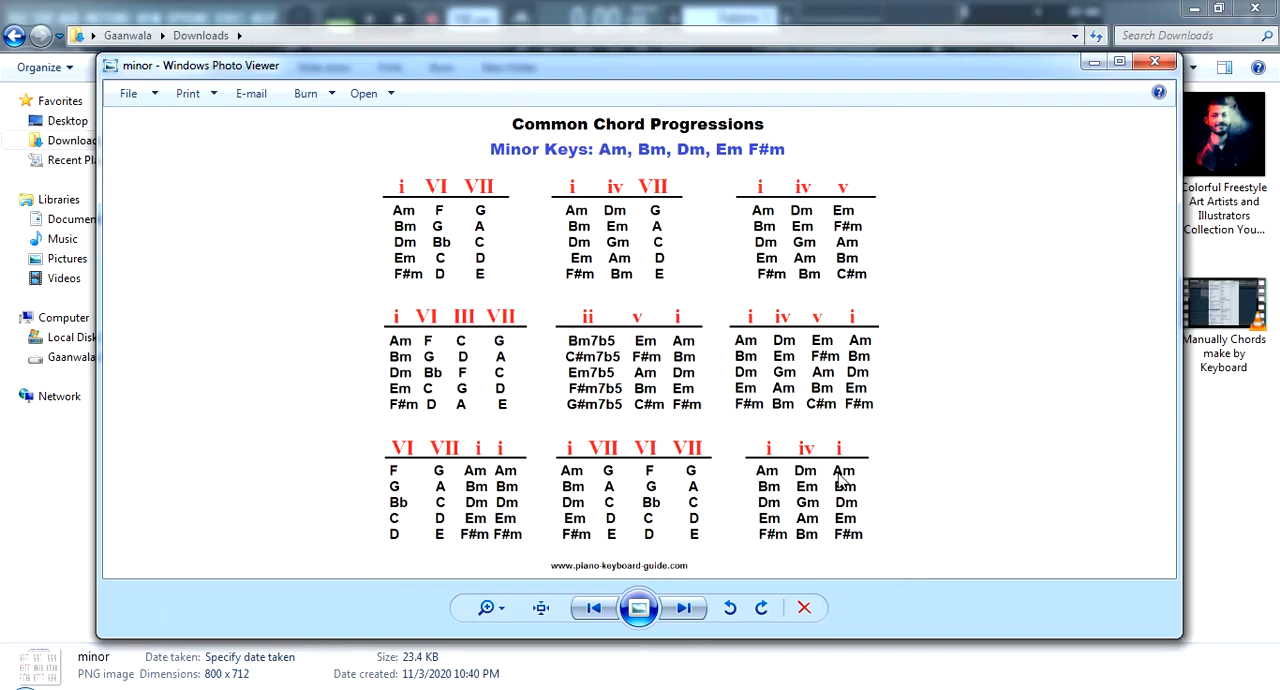 Gaanwala
Downloads
Search Downloads
minor - Windows Photo Viewer
Organize
File
Print
E-mail
Burn
Open
Favorites
Desktop
Recent
Libraries
Music
Pictures
Videos
Computer
Local Disk
Gaanwala
Network
Common Chord Progressions
Minor Keys: Am, Bm, Dm, Em F#m
i VI VII
Am F G
Bm G A
Dm Bb C
Em C D
F#m D E
i iv VII
Am Dm G
Bm Em A
Dm Gm C
Em Am D
F#m Bm E
i iv v
Am Dm Em
Bm Em F#m
Dm Gm Am
Em Am Bm
F#m Bm C#m
i VI III VII
Am F C G
Bm G D A
Dm Bb F C
Em C G D
F#m D A E
ii v i
Bm7b5 Em Am
C#m7b5 F#m Bm
Em7b5 Am Dm
F#m7b5 Bm Em
G#m7b5 C#m F#m
i iv v i
Am Dm Em Am
Bm Em F#m Bm
Dm Gm Am Dm
Em Am Bm Em
F#m Bm C#m F#m
VI VII i i
F G Am Am
G A Bm Bm
Bb C Dm Dm
C D Em Em
D E F#m F#m
i VII VI VII
Am G F G
Bm A G A
Dm C Bb C
Em D C D
F#m E D E
i iv i
Am Dm Am
Bm Em Bm
Dm Gm Dm
Em Am Em
F#m Bm F#m
www.piano-keyboard-guide.com
Colorful Freestyle
Art Artists and
Illustrators
Collection You...
Manually Chords
make by
Keyboard
minor
Date taken: Specify date taken
Size: 23.4 KB
PNG image
Dimensions: 800 x 712
Date created: 11/3/2020 10:40 PM